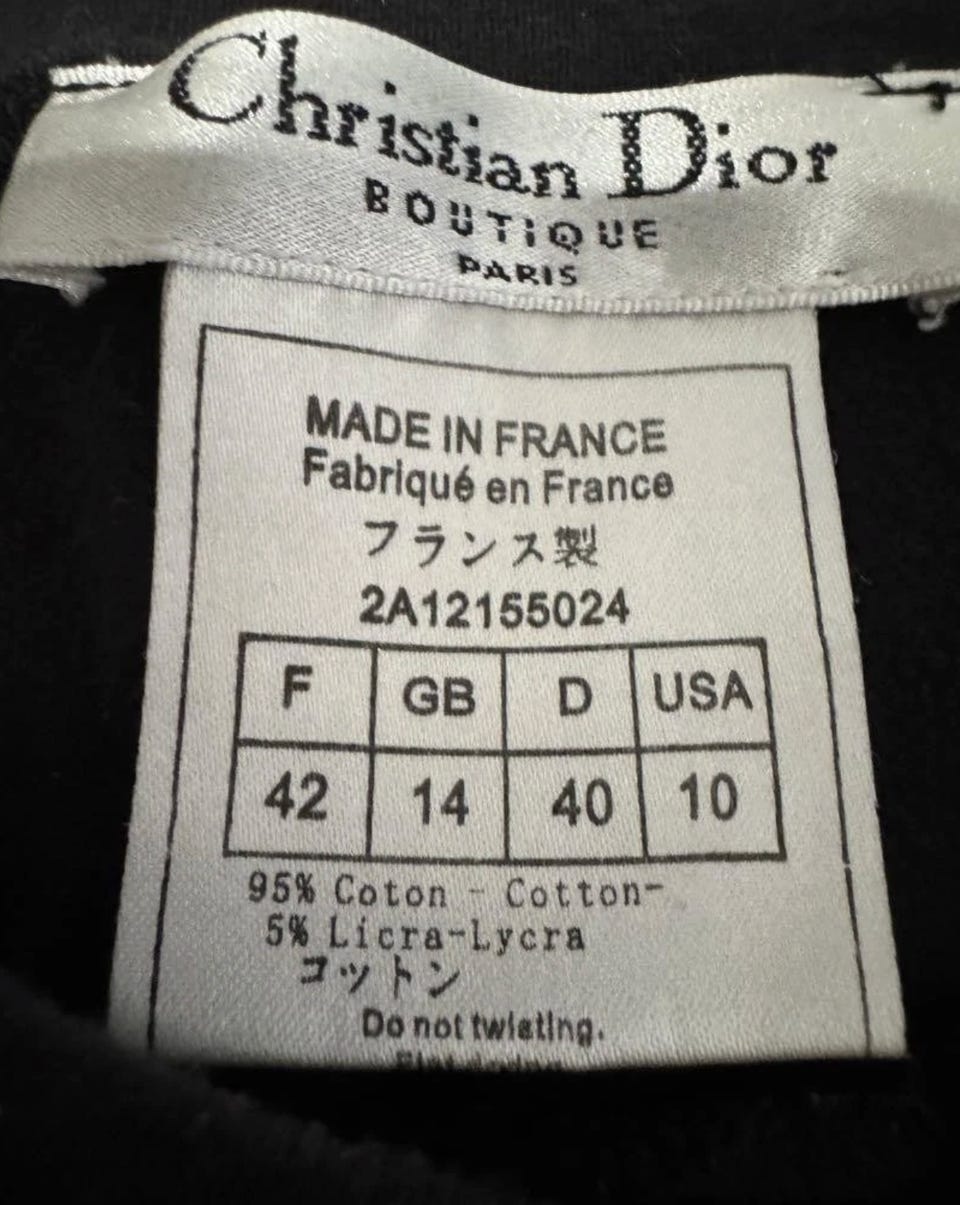 Christian Dior
BOUTIQUE
PARIS
MADE IN FRANCE
Fabriqué en France
フランス製
2A12155024
F GB D USA
42 14 40 10
95% Coton - Cotton-
5% Licra-Lycra
コットン
Do not twisting.